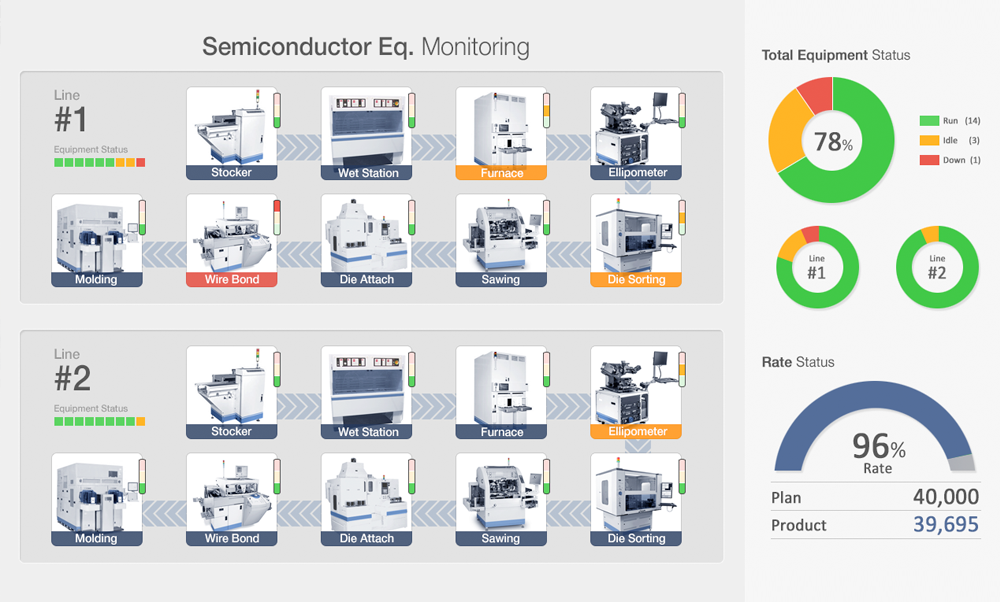 Semiconductor Eq. Monitoring
Line
#1
Equipment Status
Stocker
Wet Station
Furnace
Ellipometer
Molding
Wire Bond
Die Attach
Sawing
Die Sorting
Line
#2
Equipment Status
Stocker
Wet Station
Furnace
Ellipometer
Molding
Wire Bond
Die Attach
Sawing
Die Sorting
Total Equipment Status
78%
Run (14)
Idle (3)
Down (1)
Line
#1
Line
#2
Rate Status
96%
Rate
Plan 40,000
Product 39,695